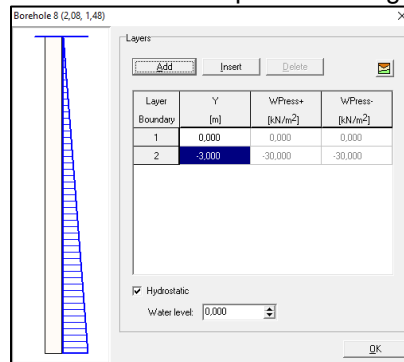 Borehole 8 (2,08, 1,48)
Layers
Add Insert Delete
Layer Y WPress+ WPress-
Boundary [m] [kN/m2] [kN/m2]
1 0,000 0,000 0,000
2 -3,000 -30,000 -30,000
Hydrostatic
Water level: 0,000
OK